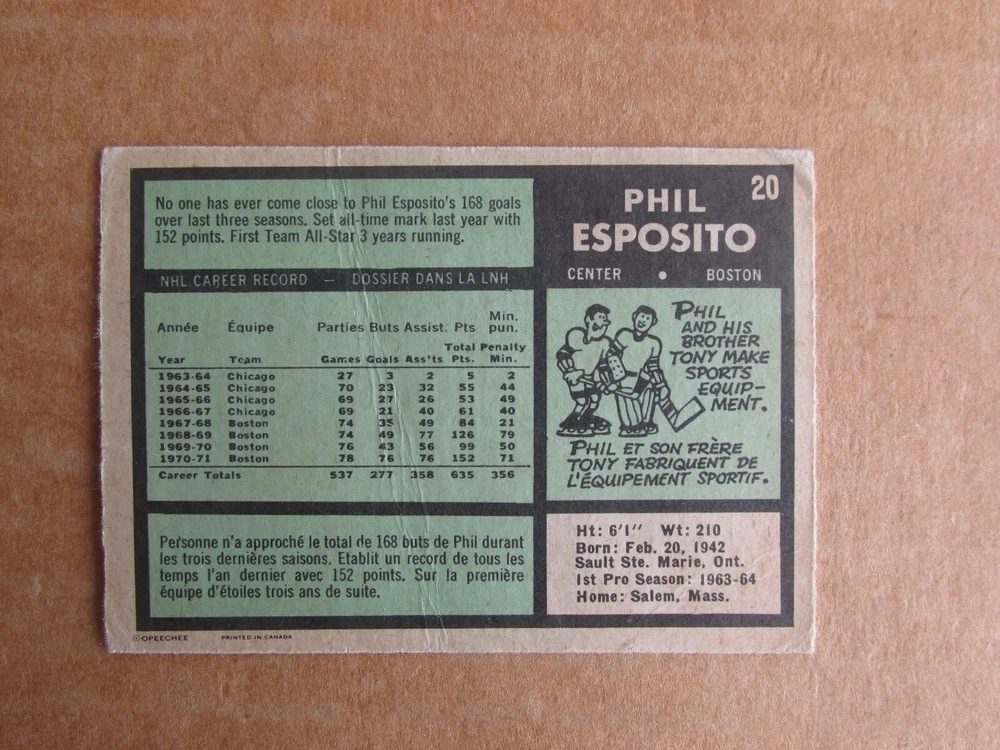 No one has ever come close to Phil Esposito's 168 goals
over last three seasons. Set all-time mark last year with
152 points. First Team All-Star 3 years running.
NHL CAREER RECORD — DOSSIER DANS LA LNH
Min.
Année Équipe Parties Buts Assist. Pts pun.
Total Penalty
Year Team Games Goals Ass'ts Pts. Min.
1963-64 Chicago 27 3 2 5 2
1964-65 Chicago 70 23 32 55 44
1965-66 Chicago 69 27 26 53 49
1966-67 Chicago 69 21 40 61 40
1967-68 Boston 74 35 49 84 21
1968-69 Boston 74 49 77 126 79
1969-70 Boston 76 43 56 99 50
1970-71 Boston 78 76 76 152 71
Career Totals 537 277 358 635 356
Personne n'a approché le total de 168 buts de Phil durant
les trois dernières saisons. Etablit un record de tous les
temps l'an dernier avec 152 points. Sur la première
équipe d'étoiles trois ans de suite.
20
PHIL
ESPOSITO
CENTER • BOSTON
PHIL
AND HIS
BROTHER
TONY MAKE
SPORTS
EQUIP-
MENT.
PHIL ET SON FRÈRE
TONY FABRIQUENT DE
L'ÉQUIPEMENT SPORTIF.
Ht: 6'1'' Wt: 210
Born: Feb. 20, 1942
Sault Ste. Marie, Ont.
1st Pro Season: 1963-64
Home: Salem, Mass.
©OPEECHEE PRINTED IN CANADA